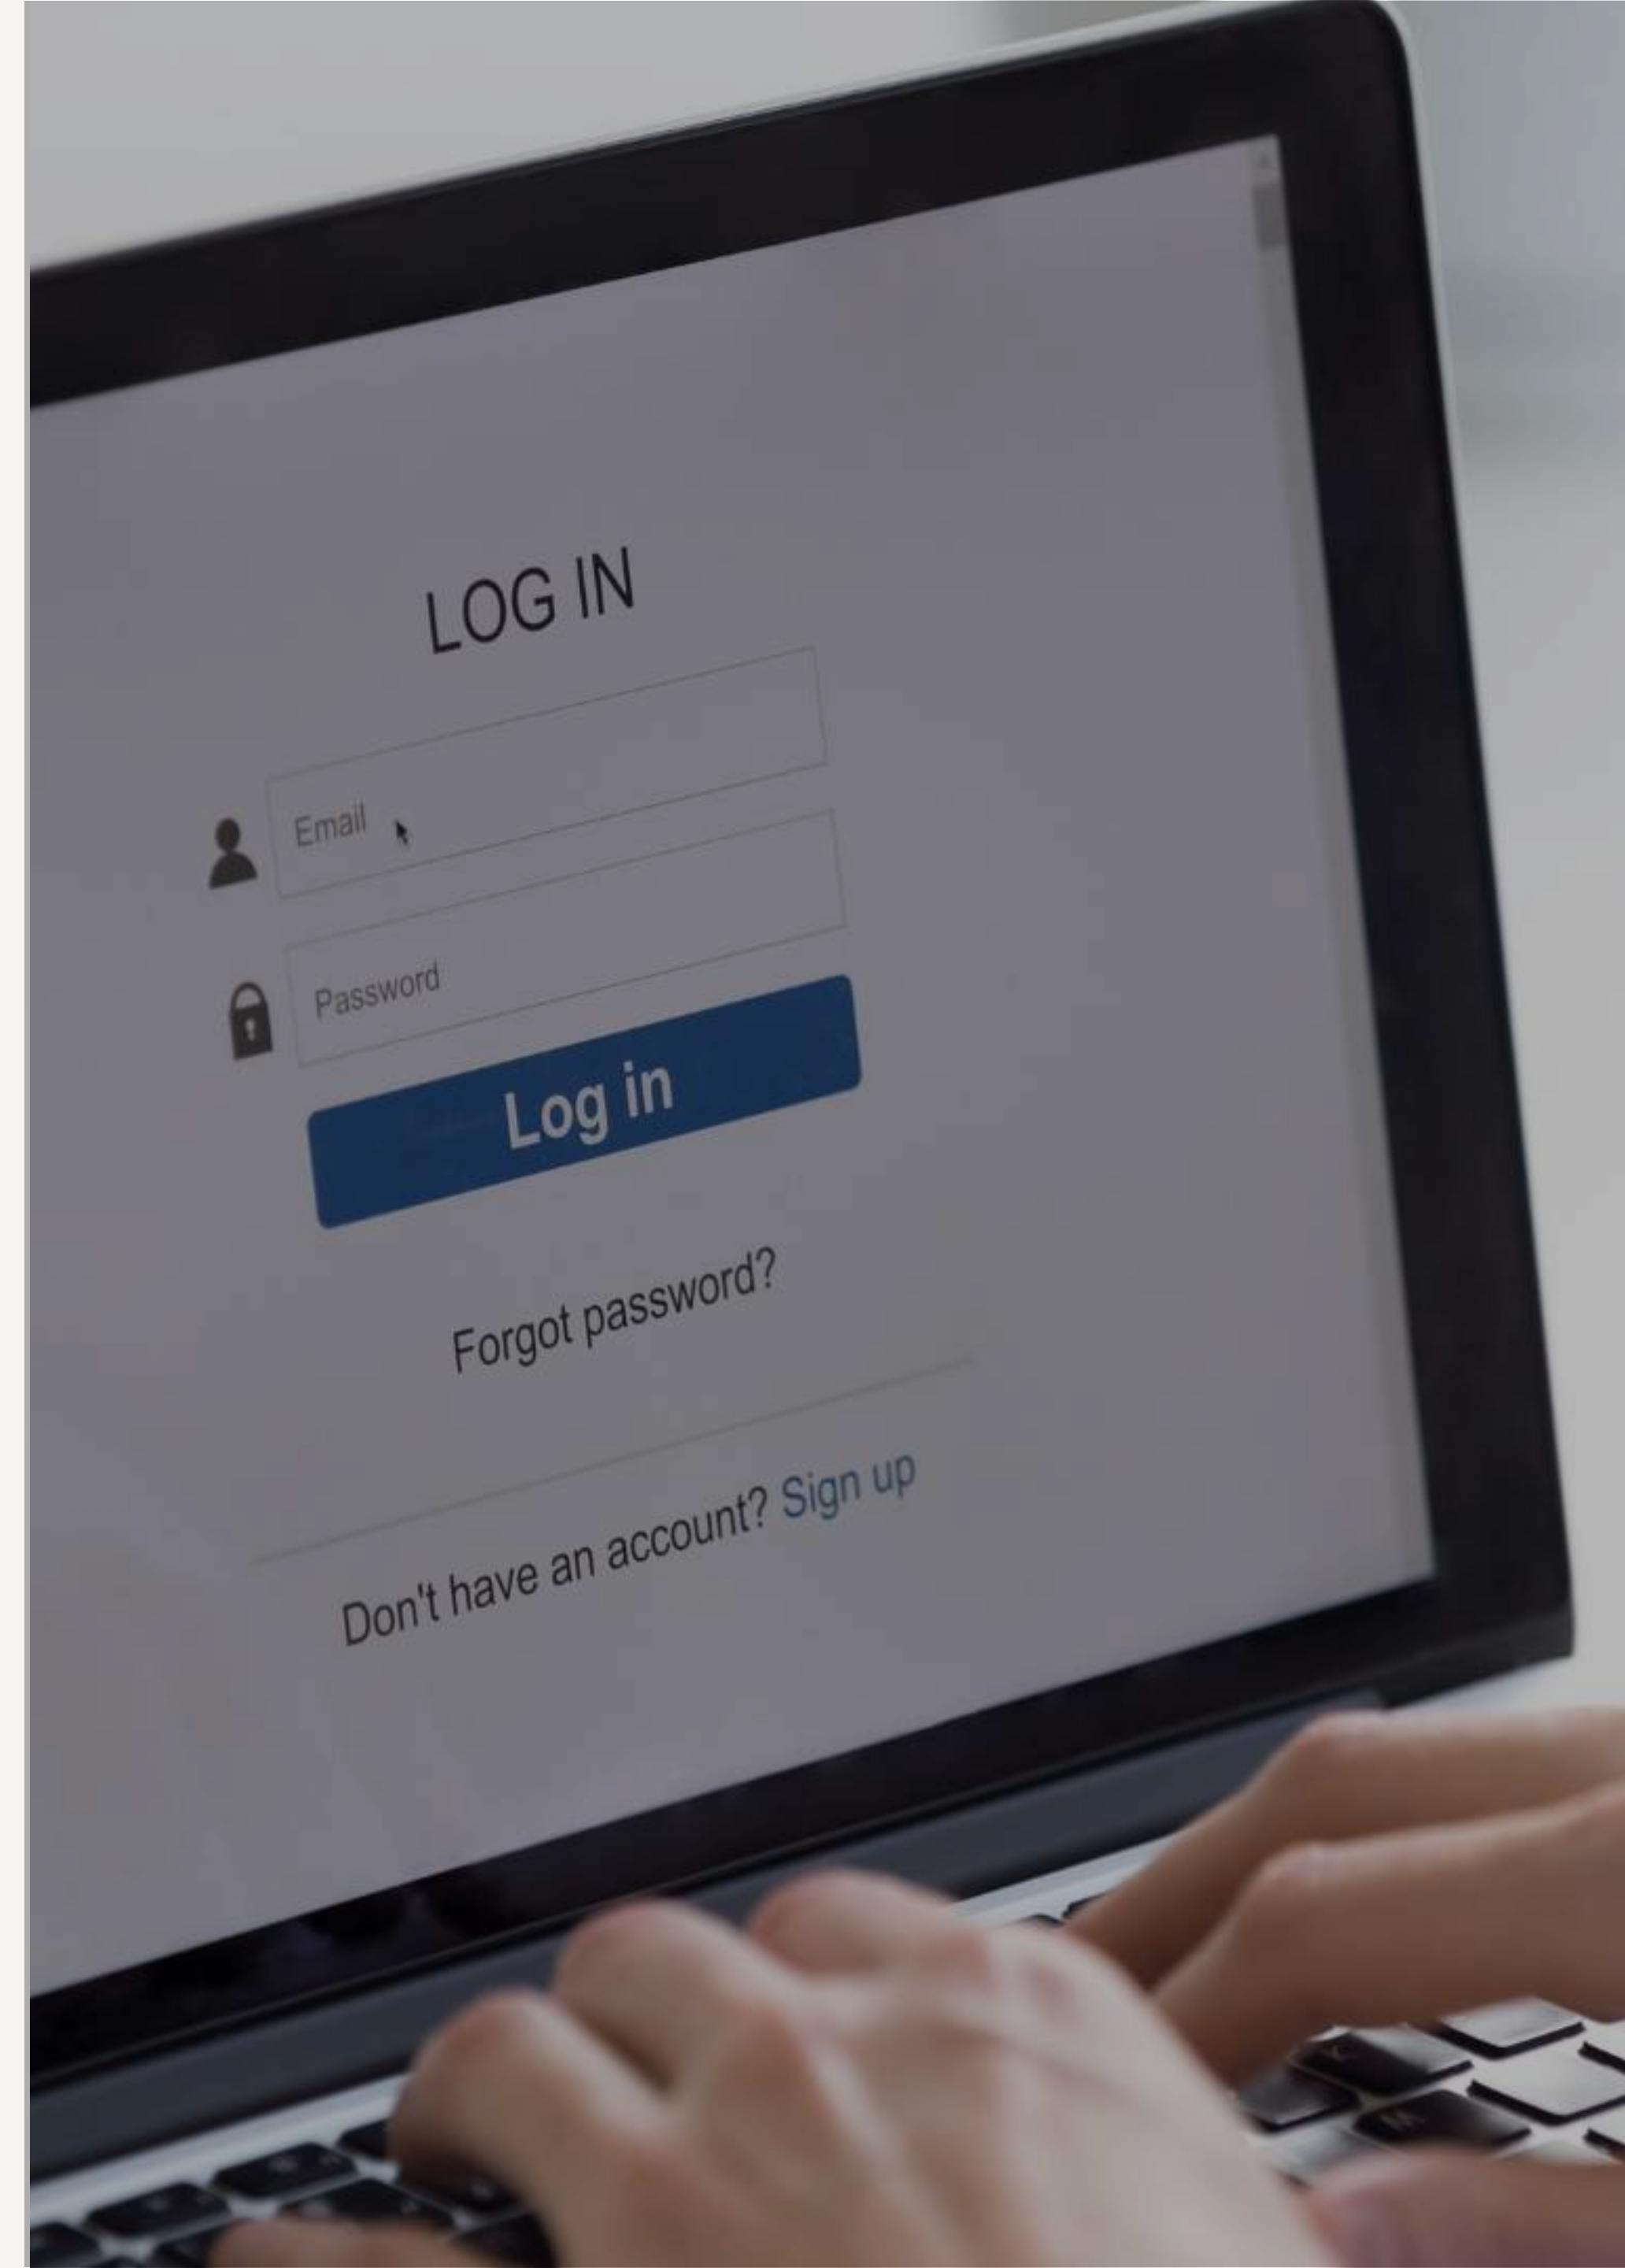 LOG IN
Email
Password
Log in
Forgot password?
Don't have an account? Sign up
K
M